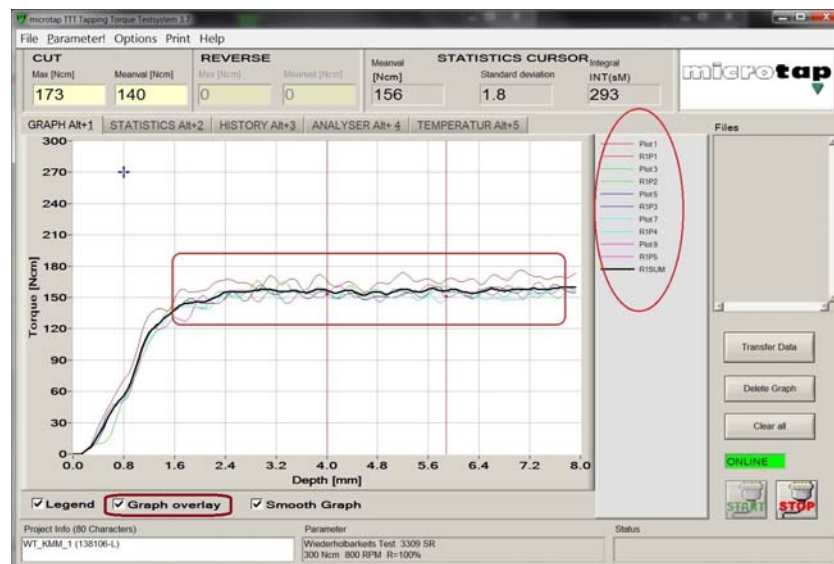 microtap TTT Tapping Torque Testsystem 3.7
File Parameter! Options Print Help
CUT
REVERSE
STATISTICS CURSOR
Max [Ncm] Meanval [Ncm] Max [Ncm] Meanval [Ncm] Meanval [Ncm] Standard deviation Integral INT(sM)
173 140 0 0 156 1.8 293
microtap
GRAPH Alt+1 STATISTICS Alt+2 HISTORY Alt+3 ANALYSER Alt+ 4 TEMPERATUR Alt+5
Files
300
270
240
210
180
150
120
90
60
30
0
Torque [Ncm]
0.0 0.8 1.6 2.4 3.2 4.0 4.8 5.6 6.4 7.2 8.0
Depth [mm]
Plot 1
R1P1
Plot 3
R1P2
Plot 5
R1P3
Plot 7
R1P4
Plot 9
R1P5
R1SUM
Transfer Data
Delete Graph
Clear all
ONLINE
START STOP
Legend Graph overlay Smooth Graph
Project Info (80 Characters) Parameter Status
WT_KMM_1 (138106-L)
Wiederholbarkeits Test 3309 SR
300 Ncm 800 RPM R=100%